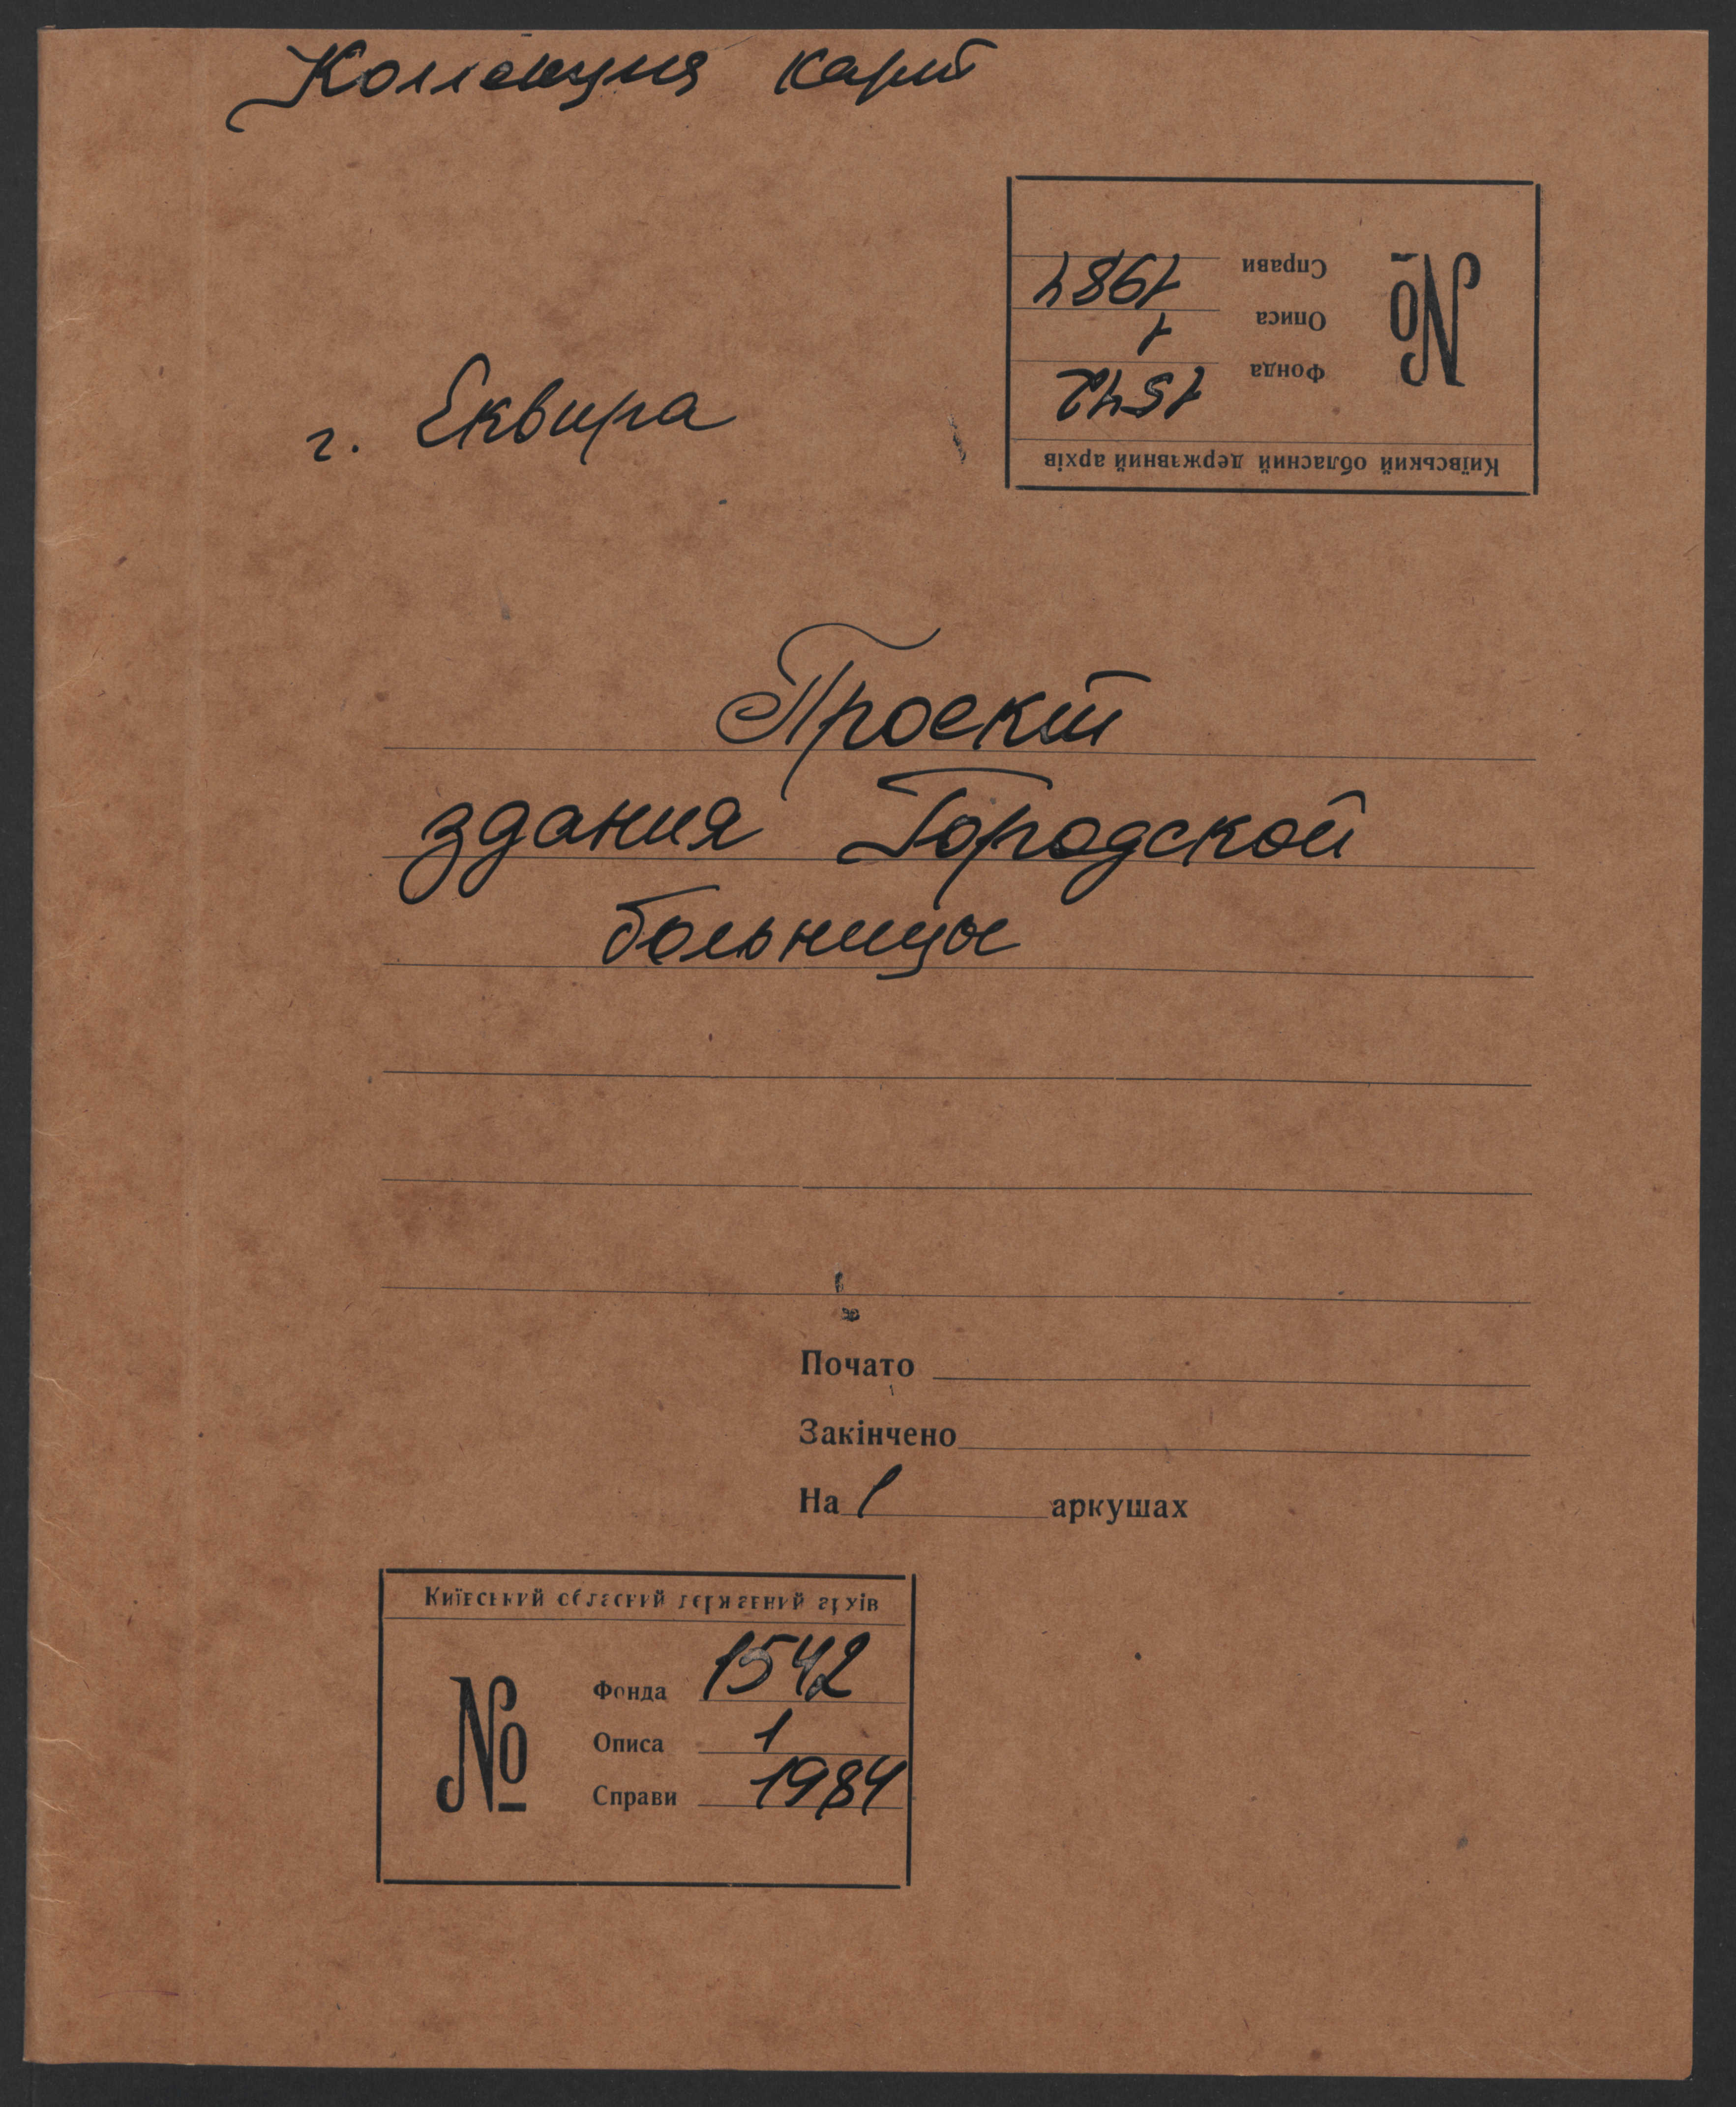 Коллекция карт
Справи 1984
Описа 1
Фонда 1542
№
Київський обласний державний архів
г. Сквира
Проект
здания Городской
больницы
Почато
Закінчено
На 1 аркушах
Київський обласний державний архів
№
Фонда 1542
Описа 1
Справи 1984